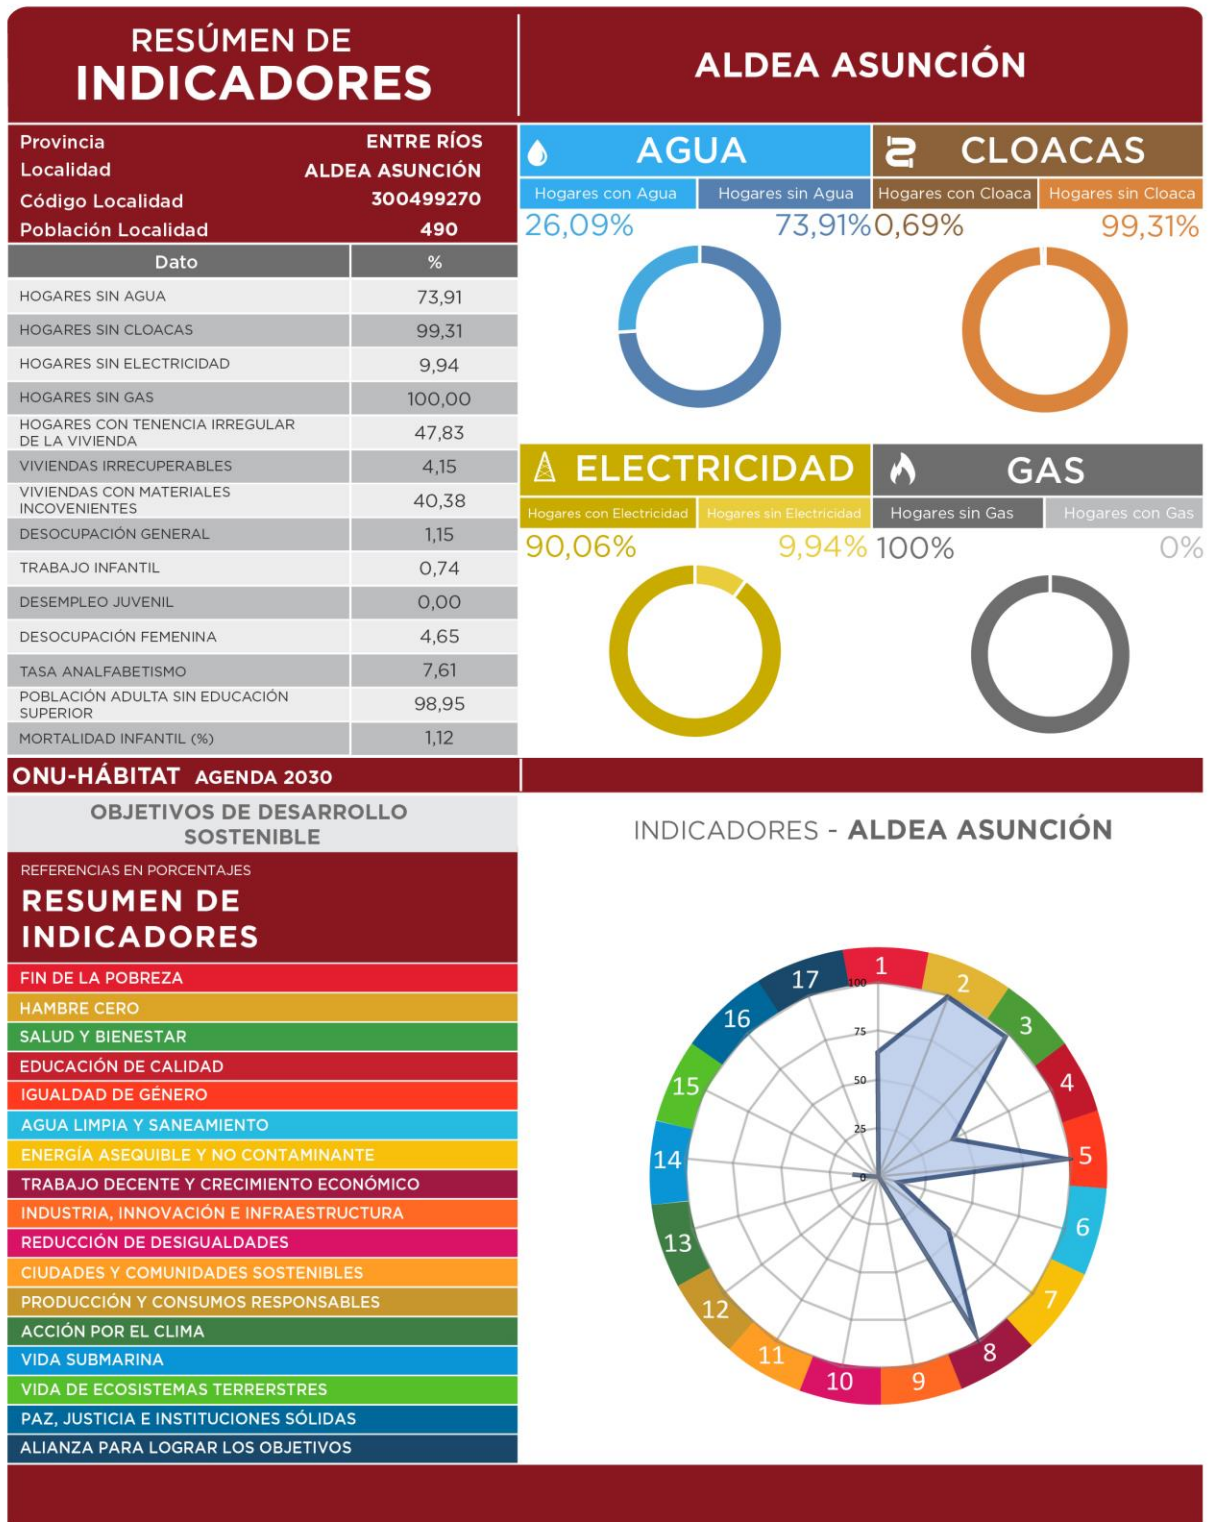 RESÚMEN DE
INDICADORES
ALDEA ASUNCIÓN
Provincia ENTRE RÍOS
Localidad ALDEA ASUNCIÓN
Código Localidad 300499270
Población Localidad 490
Dato %
HOGARES SIN AGUA 73,91
HOGARES SIN CLOACAS 99,31
HOGARES SIN ELECTRICIDAD 9,94
HOGARES SIN GAS 100,00
HOGARES CON TENENCIA IRREGULAR
DE LA VIVIENDA 47,83
VIVIENDAS IRRECUPERABLES 4,15
VIVIENDAS CON MATERIALES
INCOVENIENTES 40,38
DESOCUPACIÓN GENERAL 1,15
TRABAJO INFANTIL 0,74
DESEMPLEO JUVENIL 0,00
DESOCUPACIÓN FEMENINA 4,65
TASA ANALFABETISMO 7,61
POBLACIÓN ADULTA SIN EDUCACIÓN
SUPERIOR 98,95
MORTALIDAD INFANTIL (%) 1,12
AGUA
Hogares con Agua Hogares sin Agua
26,09% 73,91%
CLOACAS
Hogares con Cloaca Hogares sin Cloaca
0,69% 99,31%
ELECTRICIDAD
Hogares con Electricidad Hogares sin Electricidad
90,06% 9,94%
GAS
Hogares sin Gas Hogares con Gas
100% 0%
ONU-HÁBITAT AGENDA 2030
OBJETIVOS DE DESARROLLO
SOSTENIBLE
REFERENCIAS EN PORCENTAJES
RESUMEN DE
INDICADORES
FIN DE LA POBREZA
HAMBRE CERO
SALUD Y BIENESTAR
EDUCACIÓN DE CALIDAD
IGUALDAD DE GÉNERO
AGUA LIMPIA Y SANEAMIENTO
ENERGÍA ASEQUIBLE Y NO CONTAMINANTE
TRABAJO DECENTE Y CRECIMIENTO ECONÓMICO
INDUSTRIA, INNOVACIÓN E INFRAESTRUCTURA
REDUCCIÓN DE DESIGUALDADES
CIUDADES Y COMUNIDADES SOSTENIBLES
PRODUCCIÓN Y CONSUMOS RESPONSABLES
ACCIÓN POR EL CLIMA
VIDA SUBMARINA
VIDA DE ECOSISTEMAS TERRERSTRES
PAZ, JUSTICIA E INSTITUCIONES SÓLIDAS
ALIANZA PARA LOGRAR LOS OBJETIVOS
INDICADORES - ALDEA ASUNCIÓN
1
2
3
4
5
6
7
8
9
10
11
12
13
14
15
16
17
100
75
50
25
0